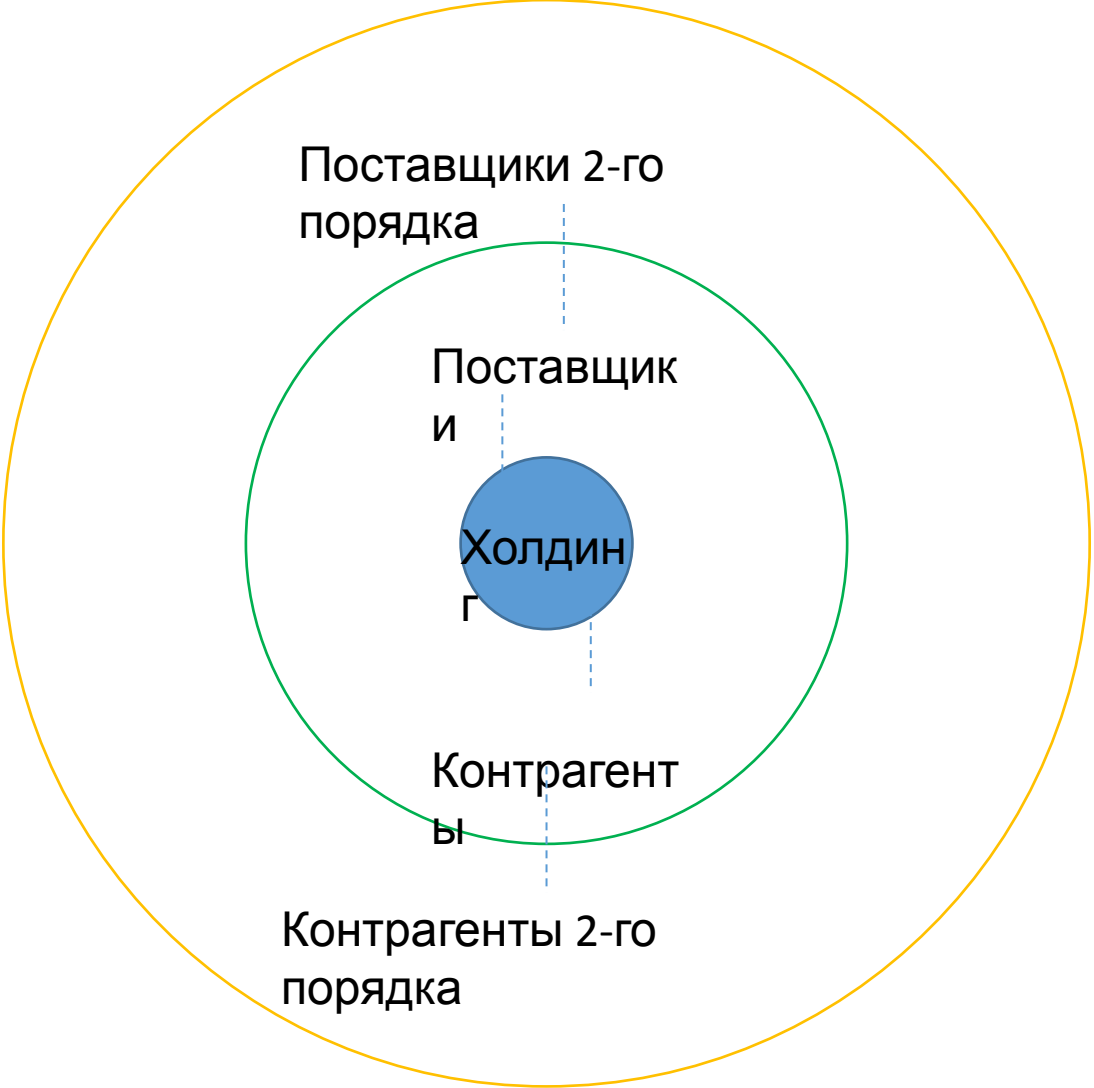 Поставщики 2-го
порядка
Поставщик
и
Холдин
г
Контрагент
ы
Контрагенты 2-го
порядка